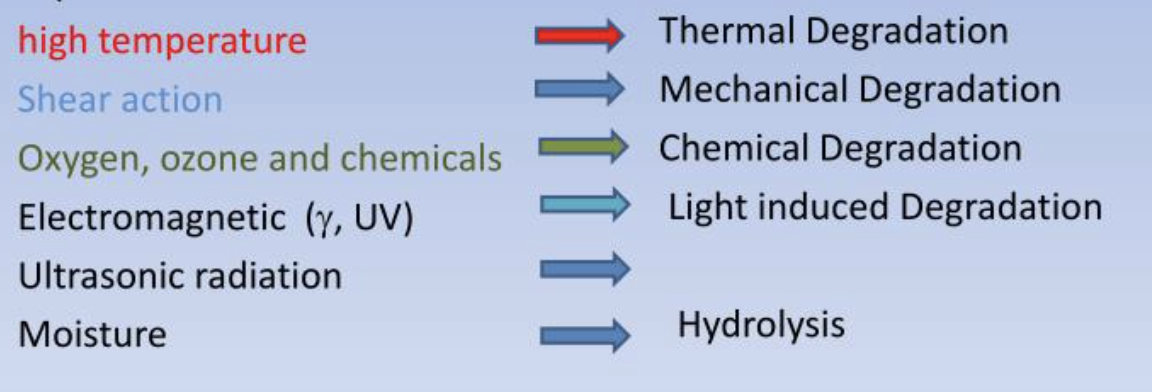 high temperature Thermal Degradation
Shear action Mechanical Degradation
Oxygen, ozone and chemicals Chemical Degradation
Electromagnetic (γ, UV) Light induced Degradation
Ultrasonic radiation
Moisture Hydrolysis